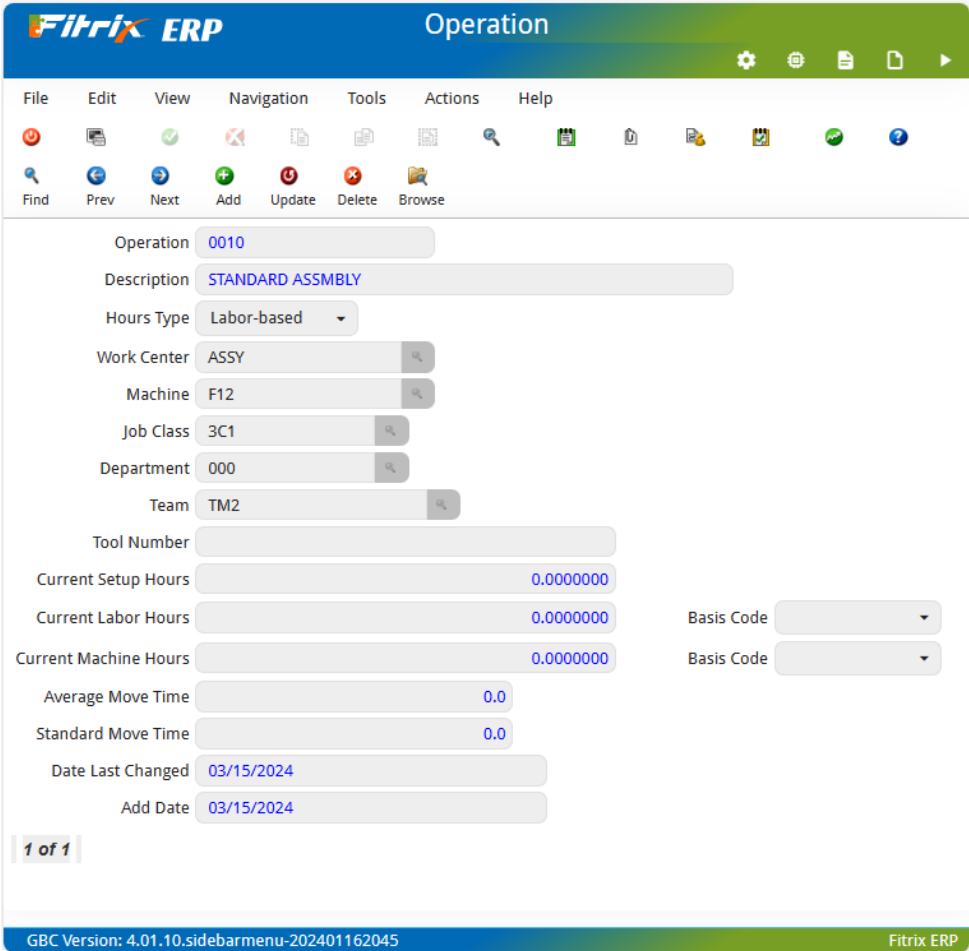 Fitrix ERP Operation
File Edit View Navigation Tools Actions Help
Find Prev Next Add Update Delete Browse
Operation 0010
Description STANDARD ASSMBLY
Hours Type Labor-based
Work Center ASSY
Machine F12
Job Class 3C1
Department 000
Team TM2
Tool Number
Current Setup Hours 0.0000000
Current Labor Hours 0.0000000 Basis Code
Current Machine Hours 0.0000000 Basis Code
Average Move Time 0.0
Standard Move Time 0.0
Date Last Changed 03/15/2024
Add Date 03/15/2024
1 of 1
GBC Version: 4.01.10.sidebarmenu-202401162045 Fitrix ERP